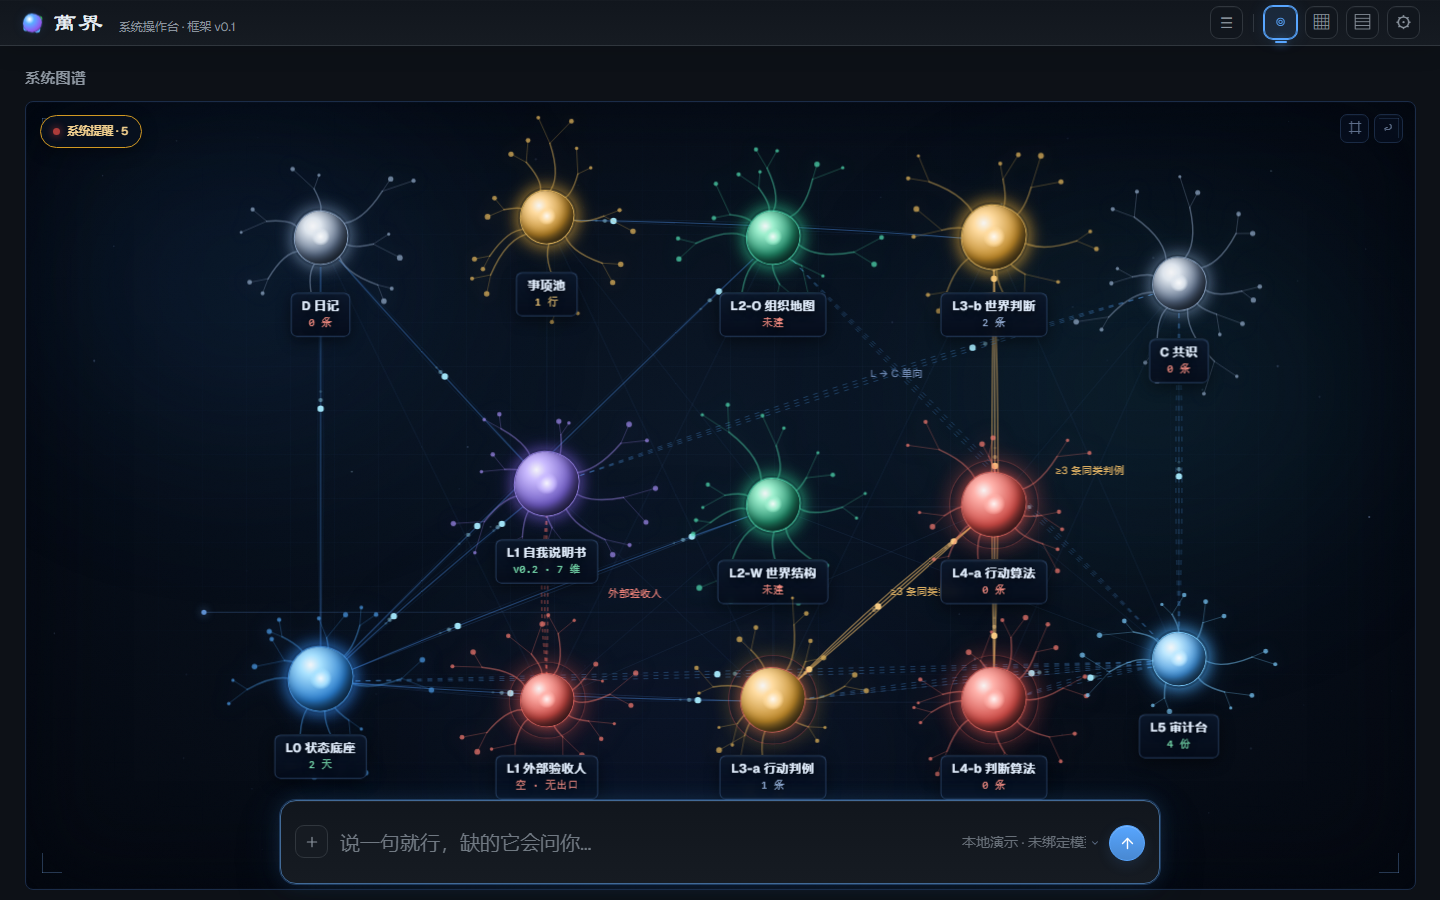 萬界
系统操作台 · 框架 v0.1
系统图谱
系统提醒 · 5
D 日记
0 条
事项池
1 行
L2-O 组织地图
未建
L3-b 世界判断
2 条
C 共识
0 条
L → C 单向
≥3 条同类判例
L1 自我说明书
v0.2 · 7 维
L2-W 世界结构
未建
L4-a 行动算法
0 条
外部验收人
≥3 条同类
L0 状态底座
2 天
L1 外部验收人
空 · 无出口
L3-a 行动判例
1 条
L4-b 判断算法
0 条
L5 审计台
4 份
说一句就行，缺的它会问你...
本地演示 · 未绑定模型